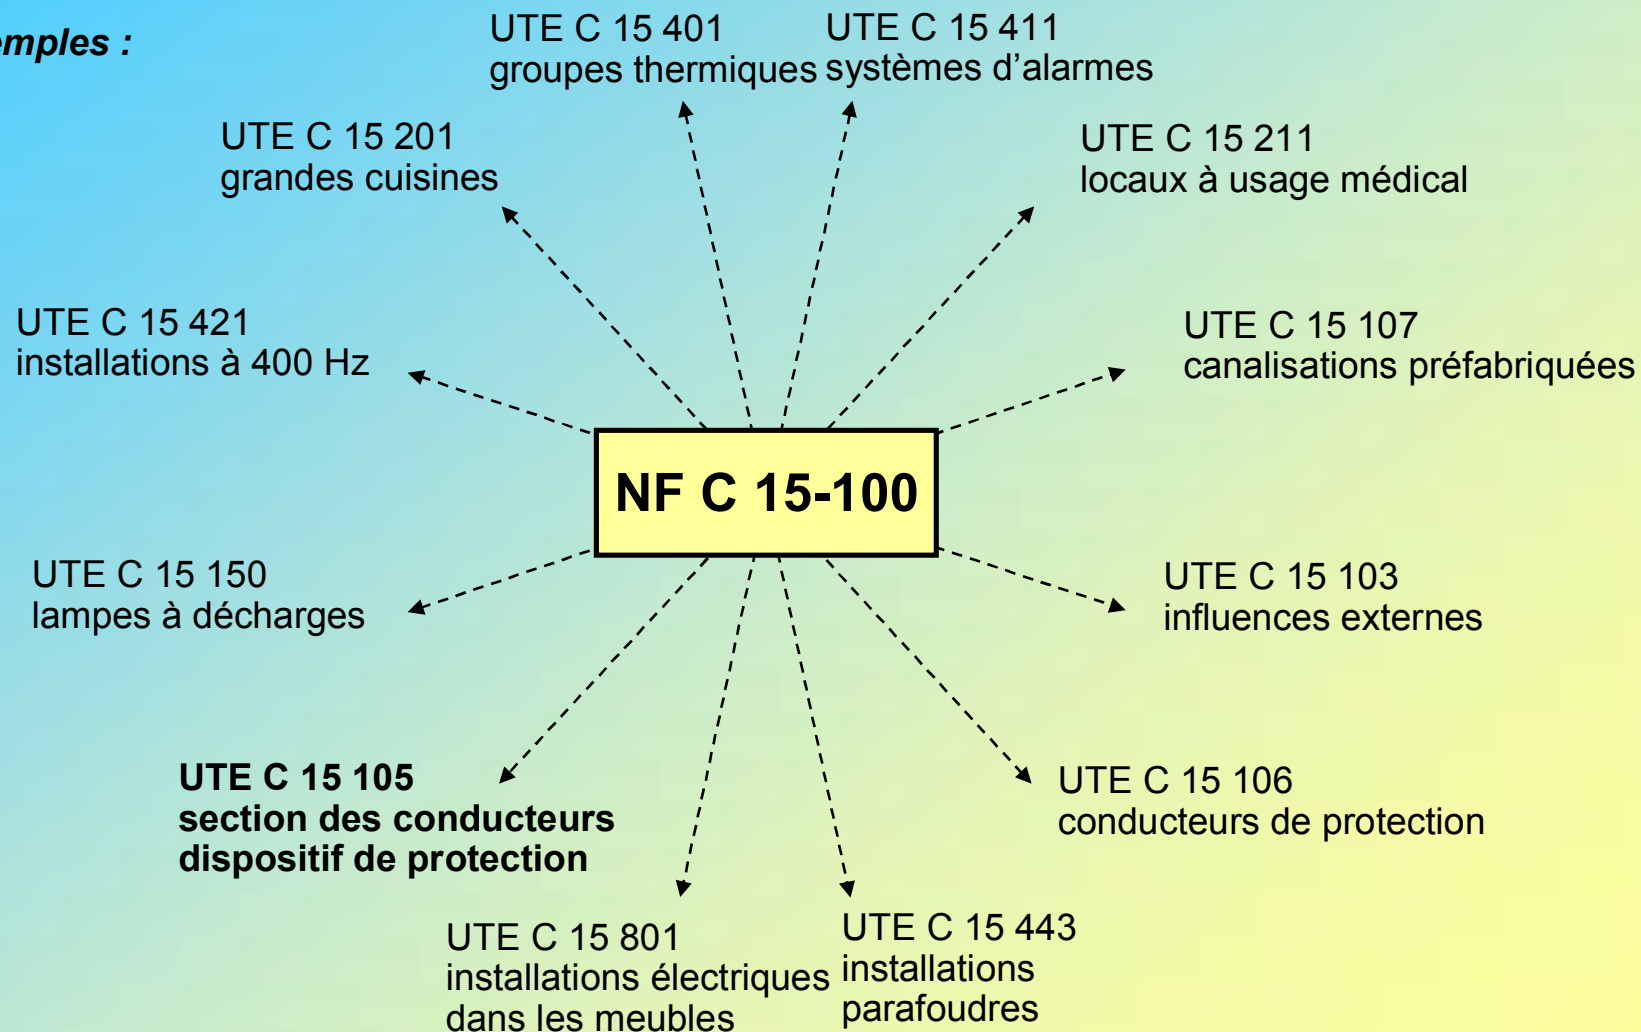 emples :
UTE C 15 401
groupes thermiques
UTE C 15 411
systèmes d’alarmes
UTE C 15 201
grandes cuisines
UTE C 15 211
locaux à usage médical
UTE C 15 421
installations à 400 Hz
UTE C 15 107
canalisations préfabriquées
NF C 15-100
UTE C 15 150
lampes à décharges
UTE C 15 103
influences externes
UTE C 15 105
section des conducteurs
dispositif de protection
UTE C 15 106
conducteurs de protection
UTE C 15 801
installations électriques
dans les meubles
UTE C 15 443
installations
parafoudres